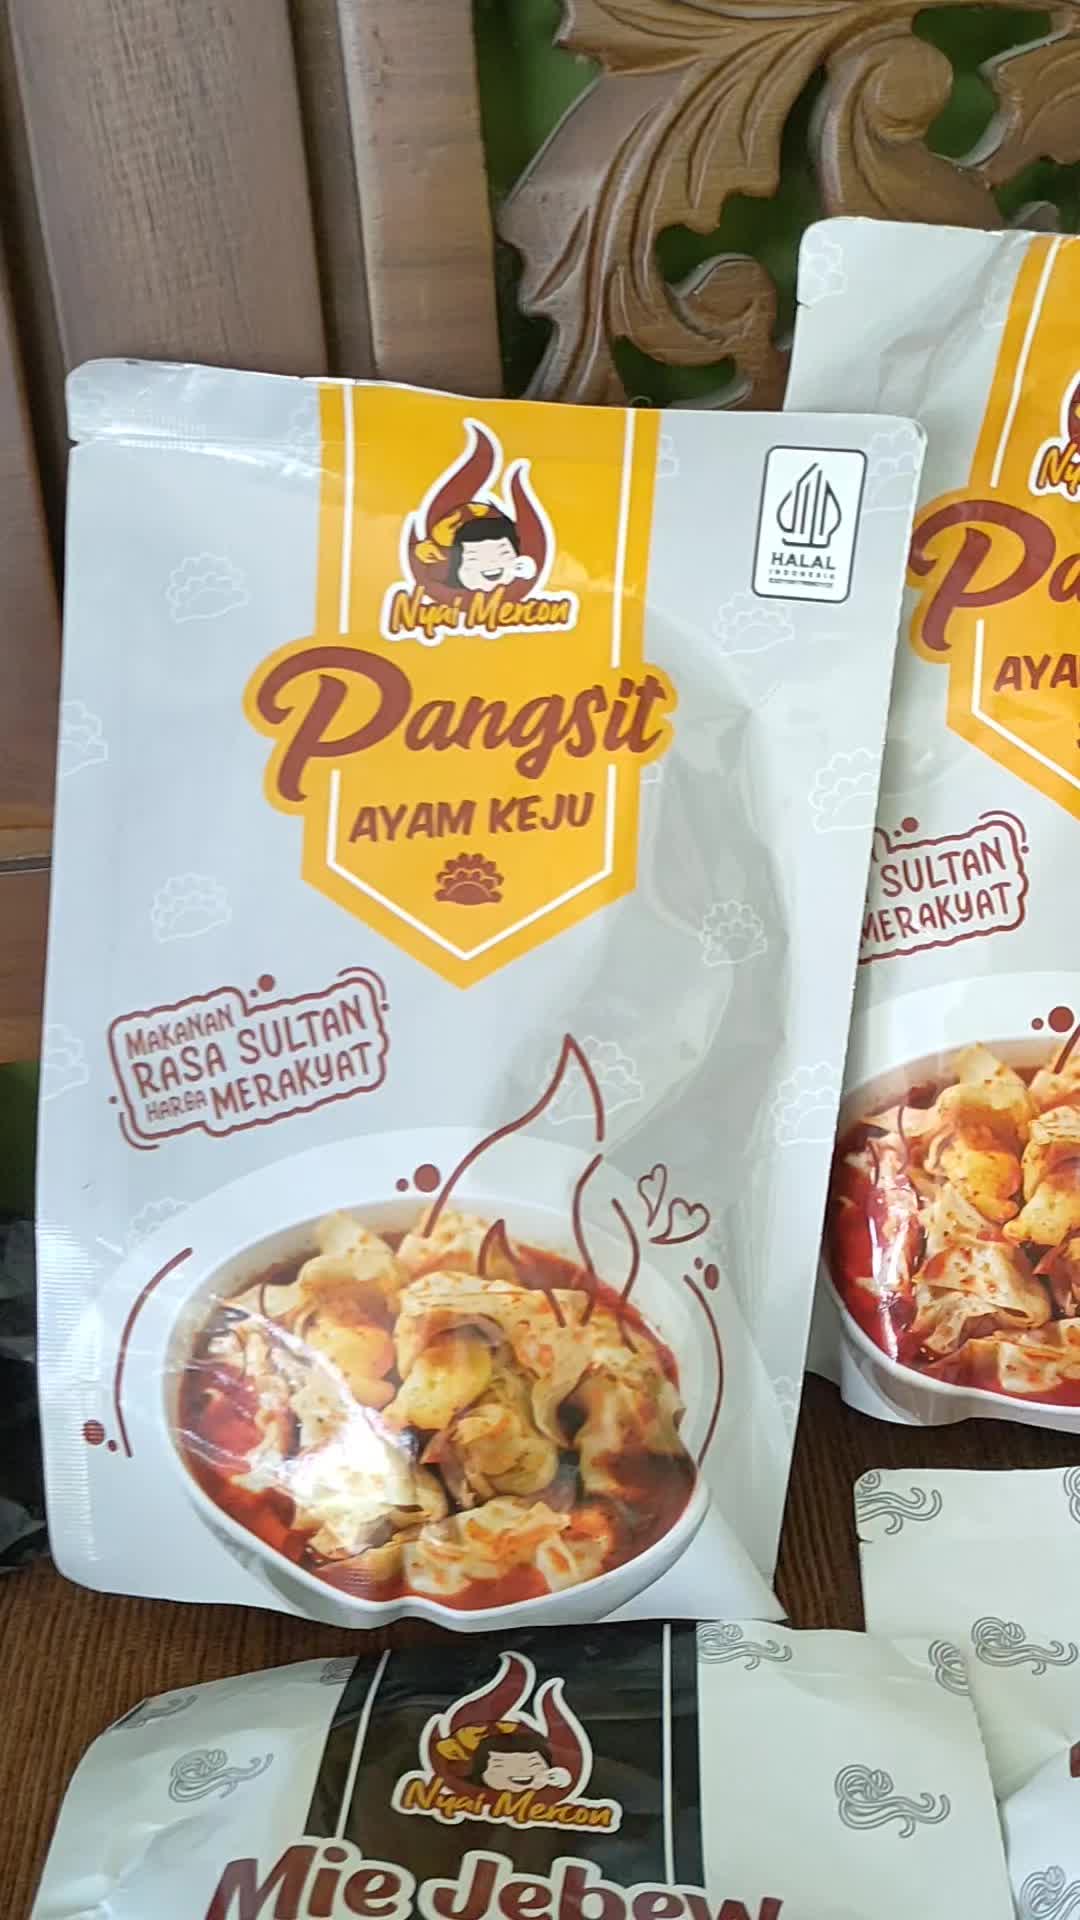 Nyai Mercon
Pangsit
AYAM KEJU
HALAL
INDONESIA
MAKANAN
RASA SULTAN
HARGA MERAKYAT
Pa
AYA
SULTAN
MERAKYAT
Nyai Mercon
Mie Jebew